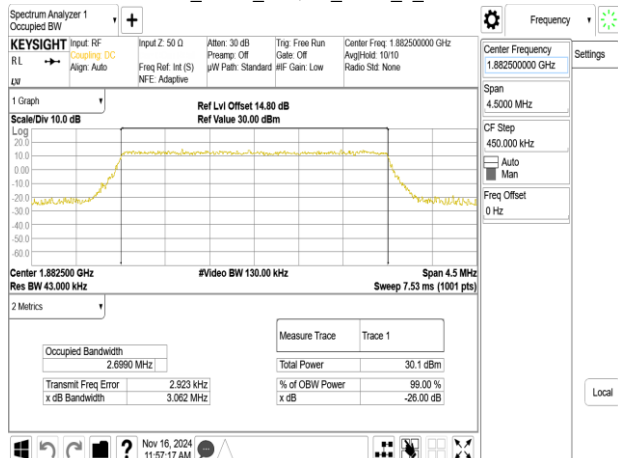 Spectrum Analyzer 1
Occupied BW
+
Frequency
KEYSIGHT
RL
Input: RF
Coupling: DC
Align: Auto
Input Z: 50 Ω
Freq Ref: Int (S)
NFE: Adaptive
Atten: 30 dB
Preamp: Off
µW Path: Standard
Trig: Free Run
Gate: Off
#IF Gain: Low
Center Freq: 1.882500000 GHz
Avg|Hold: 10/10
Radio Std: None
Center Frequency
1.882500000 GHz
Settings
Span
4.5000 MHz
CF Step
450.000 kHz
Auto
Man
Freq Offset
0 Hz
Local
1 Graph
Scale/Div 10.0 dB
Ref Lvl Offset 14.80 dB
Ref Value 30.00 dBm
Log
20.0
10.0
0.00
-10.0
-20.0
-30.0
-40.0
-50.0
-60.0
Center 1.882500 GHz
Res BW 43.000 kHz
#Video BW 130.00 kHz
Span 4.5 MHz
Sweep 7.53 ms (1001 pts)
2 Metrics
Occupied Bandwidth
2.6990 MHz
Transmit Freq Error 2.923 kHz
x dB Bandwidth 3.062 MHz
Measure Trace Trace 1
Total Power 30.1 dBm
% of OBW Power 99.00 %
x dB -26.00 dB
?
Nov 16, 2024
11:57:17 AM